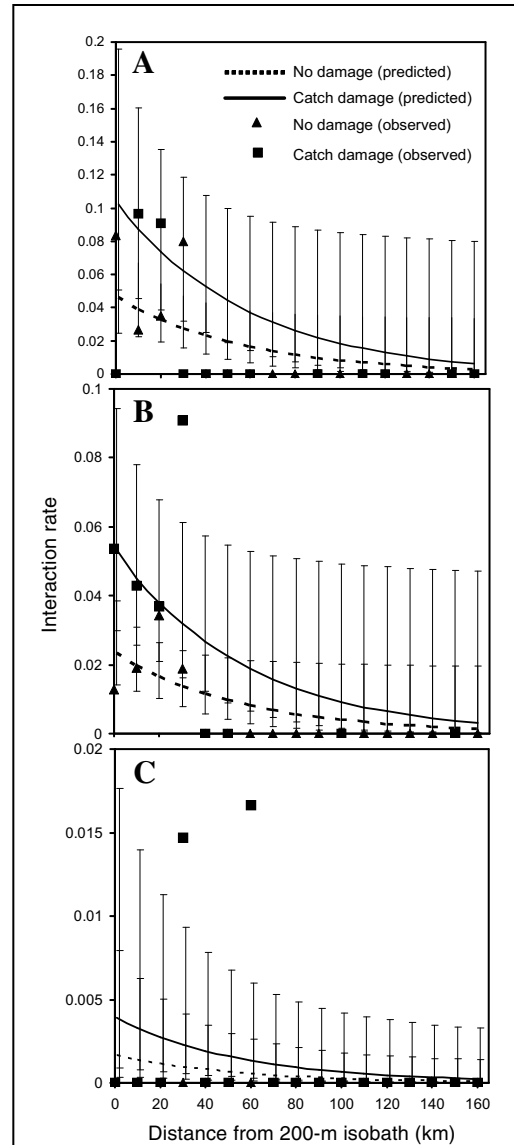 0.2
0.18
0.16
0.14
0.12
0.1
0.08
0.06
0.04
0.02
0
A
No damage (predicted)
Catch damage (predicted)
No damage (observed)
Catch damage (observed)
0.1
0.08
0.06
0.04
0.02
0
B
Interaction rate
0.02
0.015
0.01
0.005
0
C
0 20 40 60 80 100 120 140 160
Distance from 200-m isobath (km)